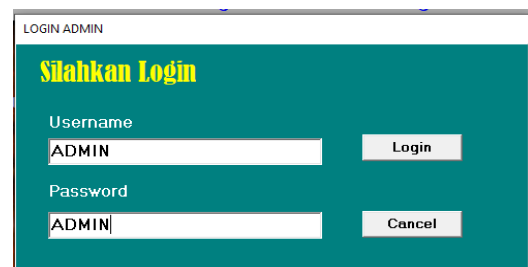 LOGIN ADMIN
Silahkan Login
Username
ADMIN
Login
Password
ADMIN
Cancel